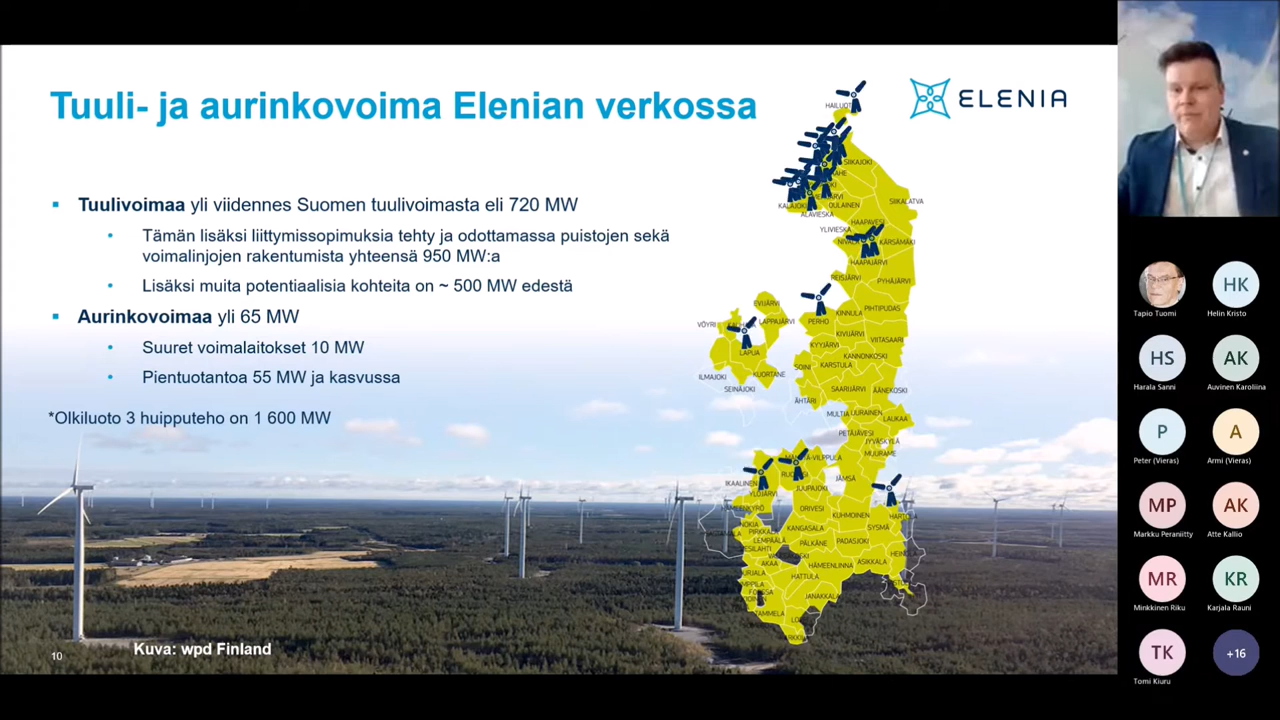 Tuuli- ja aurinkovoima Elenian verkossa
ELENIA
▪ Tuulivoimaa yli viidennes Suomen tuulivoimasta eli 720 MW
• Tämän lisäksi liittymissopimuksia tehty ja odottamassa puistojen sekä
voimalinjojen rakentumista yhteensä 950 MW:a
• Lisäksi muita potentiaalisia kohteita on ~ 500 MW edestä
▪ Aurinkovoimaa yli 65 MW
• Suuret voimalaitokset 10 MW
• Pientuotantoa 55 MW ja kasvussa
*Olkiluoto 3 huipputeho on 1 600 MW
SIIKAJOKI
SIIKALATVA
OULAINEN
ALAVIESKA
HAAPAVESI
YLIVIESKA
KÄRSÄMÄKI
HAAPAJÄRVI
REISJÄRVI
PYHÄJÄRVI
PIHTIPUDAS
KINNULA
PERHO
EVIJÄRVI
VÖYRI
LAPPAJÄRVI
LAPUA
KUORTANE
ILMAJOKI
SEINÄJOKI
KIVIJÄRVI
VIITASAARI
KYYJÄRVI
KANNONKOSKI
SOINI
KARSTULA
SAARIJÄRVI
ÄÄNEKOSKI
ÄHTÄRI
MULTIA
UURAINEN
LAUKAA
PETÄJÄVESI
JYVÄSKYLÄ
MUURAME
JÄMSÄ
IKAALINEN
YLÖJÄRVI
JUUPAJOKI
HÄMEENKYRÖ
ORIVESI
KUHMOINEN
HARTOLA
SYSMÄ
KANGASALA
LEMPÄÄLÄ
PÄLKÄNE
PADASJOKI
HEINOLA
AKAA
HÄMEENLINNA
ASIKKALA
HATTULA
JANAKKALA
TAMMELA
Kuva: wpd Finland
10
HK
Tapio Tuomi
Helin Kristo
HS
AK
Harala Sanni
Auvinen Karoliina
P
A
Peter (Vieras)
Armi (Vieras)
MP
AK
Markku Peraniitty
Atte Kallio
MR
KR
Minkkinen Riku
Karjala Rauni
TK
+16
Tomi Kiuru